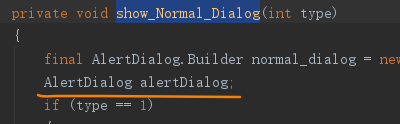 private void show_Normal_Dialog(int type)
{
final AlertDialog.Builder normal_dialog = new
AlertDialog alertDialog;
if (type == 1)